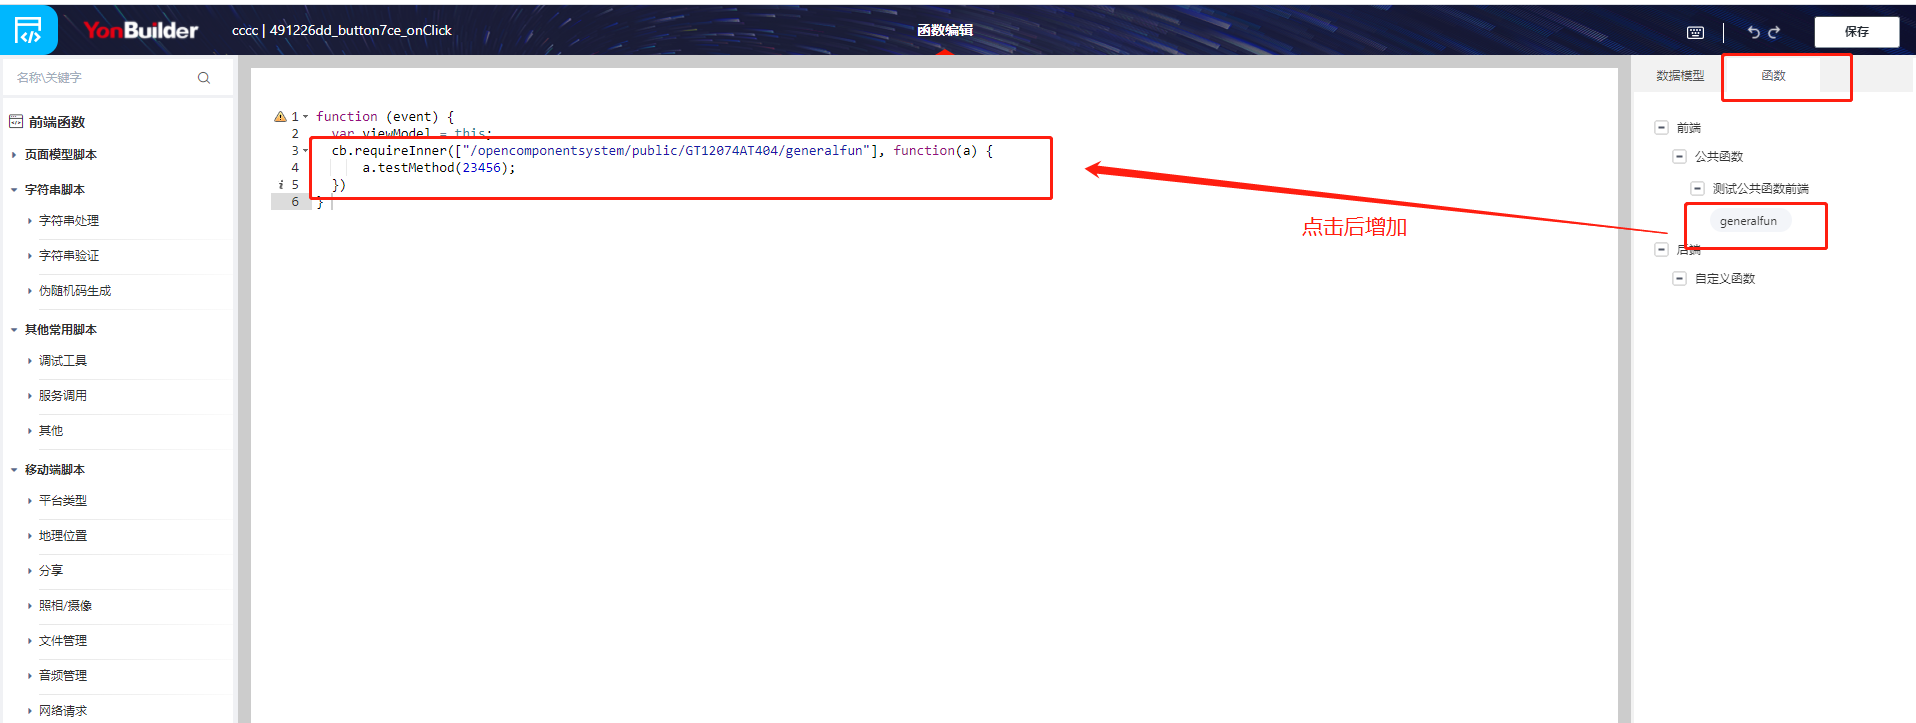 YonBuilder
cccc | 491226dd_button7ce_onClick
函数编辑
保存
名称\关键字
前端函数
页面模型脚本
字符串脚本
字符串处理
字符串验证
伪随机码生成
其他常用脚本
调试工具
服务调用
其他
移动端脚本
平台类型
地理位置
分享
照相/摄像
文件管理
音频管理
网络请求
1 function (event) {
2 var viewModel = this;
3 cb.requireInner(["/opencomponentsystem/public/GT12074AT404/generalfun"], function(a) {
4 a.testMethod(23456);
5 })
6 }
点击后增加
数据模型
函数
前端
公共函数
测试公共函数前端
generalfun
后端
自定义函数